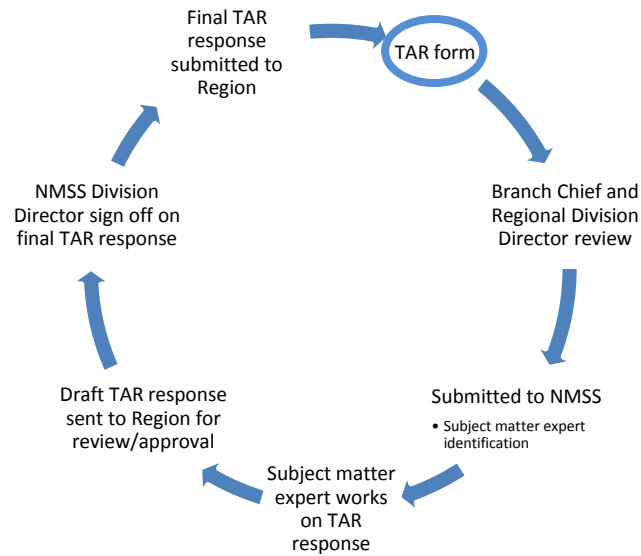 Final TAR
response
submitted to
Region
TAR form
Branch Chief and
Regional Division
Director review
Submitted to NMSS
• Subject matter expert
identification
Subject matter
expert works
on TAR
response
Draft TAR response
sent to Region for
review/approval
NMSS Division
Director sign off on
final TAR response